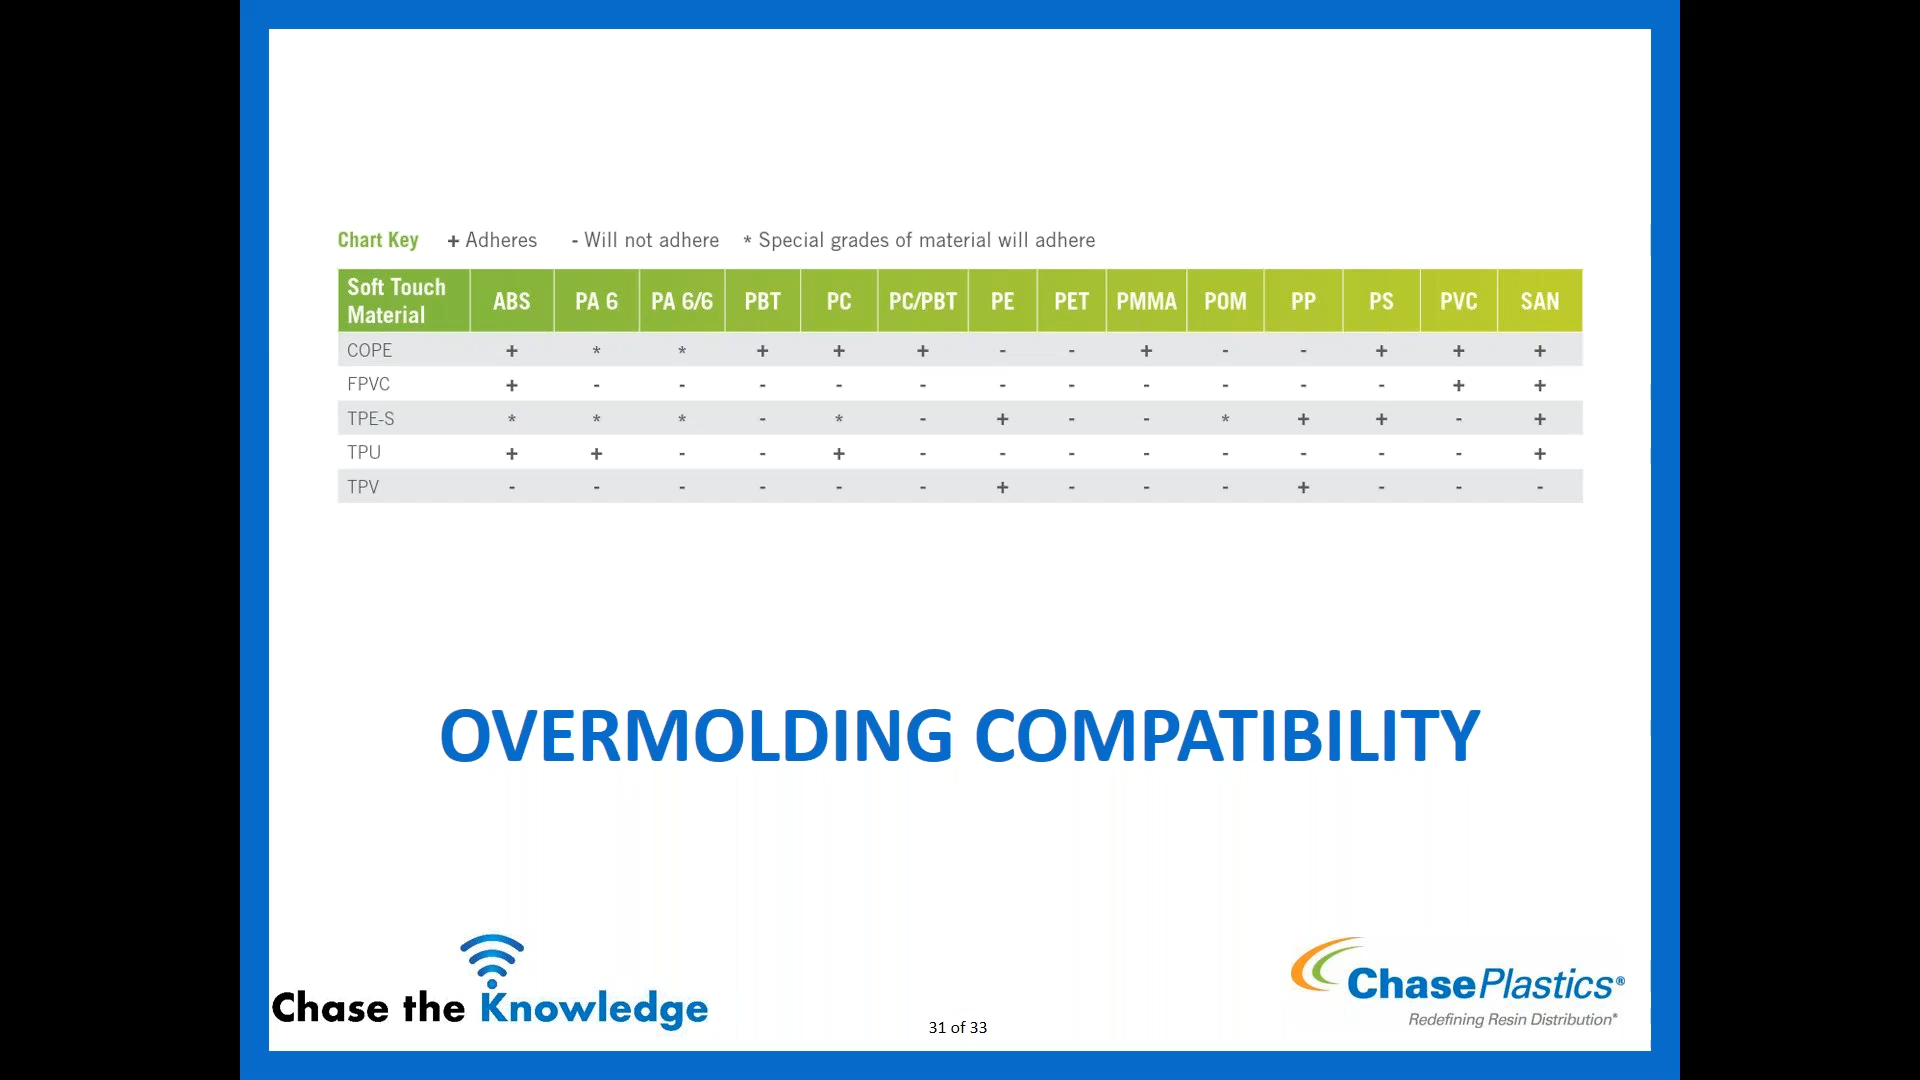 Chart Key + Adheres - Will not adhere * Special grades of material will adhere
Soft Touch Material ABS PA 6 PA 6/6 PBT PC PC/PBT PE PET PMMA POM PP PS PVC SAN
COPE + * * + + + - - + - - + + +
FPVC + - - - - - - - - - - - + +
TPE-S * * * - * - + - - * + + - +
TPU + + - - + - - - - - - - - +
TPV - - - - - - + - - - + - - -
OVERMOLDING COMPATIBILITY
Chase the Knowledge
31 of 33
ChasePlastics®
Redefining Resin Distribution®